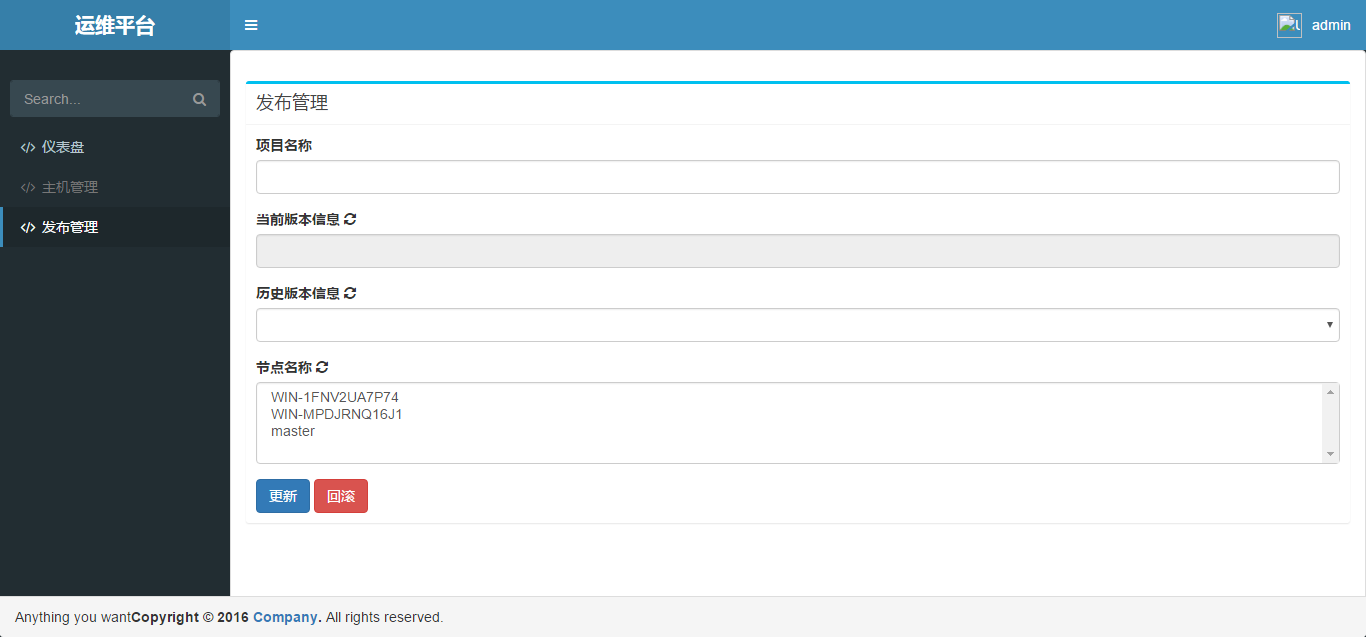 运维平台
admin
Search...
仪表盘
主机管理
发布管理
发布管理
项目名称
当前版本信息
历史版本信息
节点名称
WIN-1FNV2UA7P74
WIN-MPDJRNQ16J1
master
更新 回滚
Anything you wantCopyright © 2016 Company. All rights reserved.